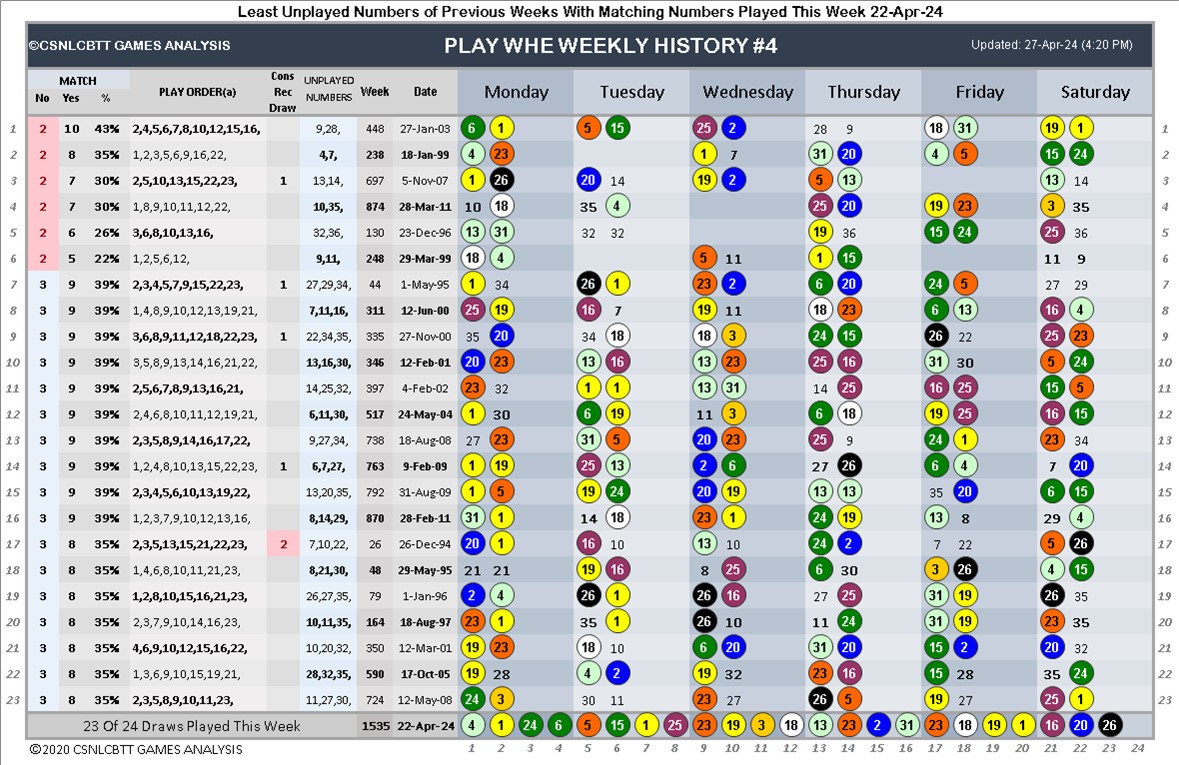 Least Unplayed Numbers of Previous Weeks With Matching Numbers Played This Week 22-Apr-24
©CSNLCBTT GAMES ANALYSIS PLAY WHE WEEKLY HISTORY #4 Updated: 27-Apr-24 (4:20 PM)
MATCH No Yes % PLAY ORDER(a) Cons Rec Draw UNPLAYED NUMBERS Week Date Monday Tuesday Wednesday Thursday Friday Saturday
1 2 10 43% 2,4,5,6,7,8,10,12,15,16, 9,28, 448 27-Jan-03 6 1 5 15 25 2 28 9 18 31 19 1 1
2 2 8 35% 1,2,3,5,6,9,16,22, 4,7, 238 18-Jan-99 4 23 1 7 31 20 4 5 15 24 2
3 2 7 30% 2,5,10,13,15,22,23, 1 13,14, 697 5-Nov-07 1 26 20 14 19 2 5 13 13 14 3
4 2 7 30% 1,6,9,10,11,12,22, 10,35, 874 28-Mar-11 10 18 35 4 25 20 19 23 3 35 4
5 2 6 26% 3,6,8,10,13,16, 32,36, 130 23-Dec-96 13 31 32 32 19 36 15 24 25 36 5
6 2 5 22% 1,2,5,6,12, 9,11, 248 29-Mar-99 18 4 5 11 1 15 11 9 6
7 3 9 39% 2,3,4,5,7,9,15,22,23, 1 27,29,34, 44 1-May-95 1 34 26 1 23 2 6 20 24 5 27 29 7
8 3 9 39% 1,4,8,9,10,12,13,19,21, 7,11,16, 311 12-Jun-00 25 19 16 7 19 11 18 23 6 13 16 4 8
9 3 9 39% 3,6,8,9,11,12,18,22,23, 1 22,34,35, 335 27-Nov-00 35 20 34 18 18 3 24 15 26 22 25 23 9
10 3 9 39% 3,5,8,9,13,14,16,21,22, 13,16,30, 346 12-Feb-01 20 23 13 16 13 23 25 16 31 30 5 24 10
11 3 9 39% 2,5,6,7,8,9,13,16,21, 14,25,32, 397 4-Feb-02 23 32 1 1 13 31 14 25 16 25 15 5 11
12 3 9 39% 2,4,6,8,10,11,12,19,21, 6,11,30, 517 24-May-04 1 30 6 19 11 3 6 18 19 25 16 15 12
13 3 9 39% 2,3,5,8,9,14,16,17,22, 9,27,34, 738 18-Aug-08 27 23 31 5 20 23 25 9 24 1 23 34 13
14 3 9 39% 1,2,4,8,10,13,15,22,23, 1 6,7,27, 763 9-Feb-09 1 19 25 13 2 6 27 26 6 4 7 20 14
15 3 9 39% 2,3,4,5,6,10,13,19,22, 13,20,35, 792 31-Aug-09 1 5 19 24 20 19 13 13 35 20 6 15 15
16 3 9 39% 1,2,3,7,9,10,12,13,16, 8,14,29, 870 28-Feb-11 31 1 14 18 23 1 24 19 13 8 29 4 16
17 3 8 35% 2,3,5,13,15,21,22,23, 2 7,10,22, 26 26-Dec-94 20 1 16 10 13 10 24 2 7 22 5 26 17
18 3 8 35% 1,4,6,8,10,11,21,23, 8,21,30, 48 29-May-95 21 21 19 16 8 25 6 30 3 26 4 15 18
19 3 8 35% 1,2,8,10,15,16,21,23, 26,27,35, 79 1-Jan-96 2 4 26 1 26 16 27 25 31 19 26 35 19
20 3 8 35% 2,3,7,9,10,14,16,23, 10,11,35, 164 18-Aug-97 23 1 35 1 26 10 11 24 31 19 23 35 20
21 3 8 35% 4,6,9,10,12,15,16,22, 10,20,32, 350 12-Mar-01 19 23 18 10 6 20 31 20 15 2 20 32 21
22 3 8 35% 1,3,6,9,10,15,19,21, 28,32,35, 590 17-Oct-05 19 28 4 2 19 32 23 16 15 28 35 24 22
23 3 8 35% 2,3,5,8,9,10,11,23, 11,27,30, 724 12-May-08 24 3 30 11 23 27 26 5 19 27 25 1 23
23 Of 24 Draws Played This Week 1535 22-Apr-24 4 1 24 6 5 15 1 25 23 19 3 18 13 23 2 31 23 18 19 1 16 20 26
©2020 CSNLCBTT GAMES ANALYSIS 1 2 3 4 5 6 7 8 9 10 11 12 13 14 15 16 17 18 19 20 21 22 23 24